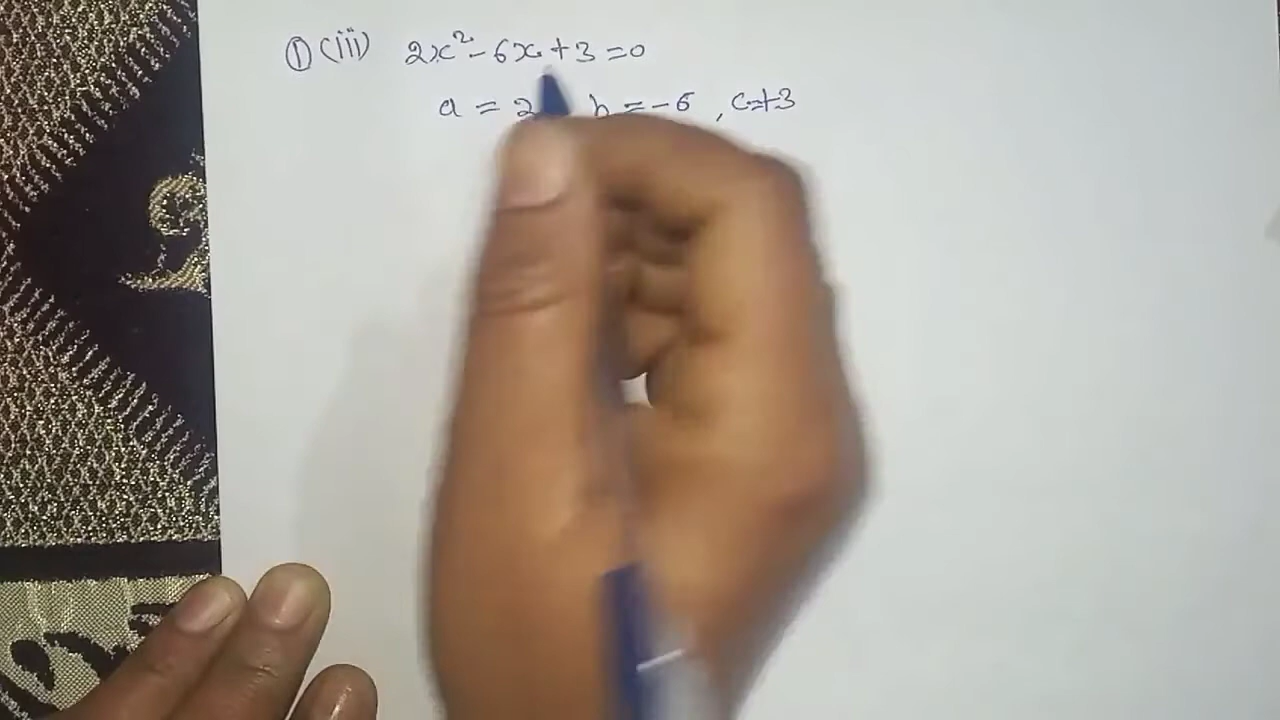 ① (iii) 2x² - 6x + 3 = 0
a = 2 b = -6 , c=+3